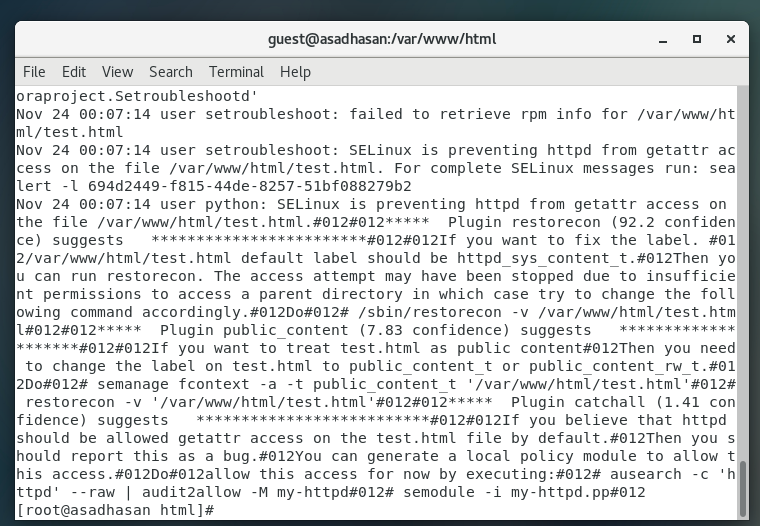 guest@asadhasan:/var/www/html
File Edit View Search Terminal Help
oraproject.Setroubleshootd'
Nov 24 00:07:14 user setroubleshoot: failed to retrieve rpm info for /var/www/ht
ml/test.html
Nov 24 00:07:14 user setroubleshoot: SELinux is preventing httpd from getattr ac
cess on the file /var/www/html/test.html. For complete SELinux messages run: sea
lert -l 694d2449-f815-44de-8257-51bf088279b2
Nov 24 00:07:14 user python: SELinux is preventing httpd from getattr access on
the file /var/www/html/test.html.#012#012*****  Plugin restorecon (92.2 confiden
ce) suggests   ************************#012#012If you want to fix the label. #01
2/var/www/html/test.html default label should be httpd_sys_content_t.#012Then yo
u can run restorecon. The access attempt may have been stopped due to insufficie
nt permissions to access a parent directory in which case try to change the foll
owing command accordingly.#012Do#012# /sbin/restorecon -v /var/www/html/test.htm
l#012#012*****  Plugin public_content (7.83 confidence) suggests   *************
*******#012#012If you want to treat test.html as public content#012Then you need
 to change the label on test.html to public_content_t or public_content_rw_t.#01
2Do#012# semanage fcontext -a -t public_content_t '/var/www/html/test.html'#012#
 restorecon -v '/var/www/html/test.html'#012#012*****  Plugin catchall (1.41 con
fidence) suggests   **************************#012#012If you believe that httpd
should be allowed getattr access on the test.html file by default.#012Then you s
hould report this as a bug.#012You can generate a local policy module to allow t
his access.#012Do#012allow this access for now by executing:#012# ausearch -c 'h
ttpd' --raw | audit2allow -M my-httpd#012# semodule -i my-httpd.pp#012
[root@asadhasan html]#